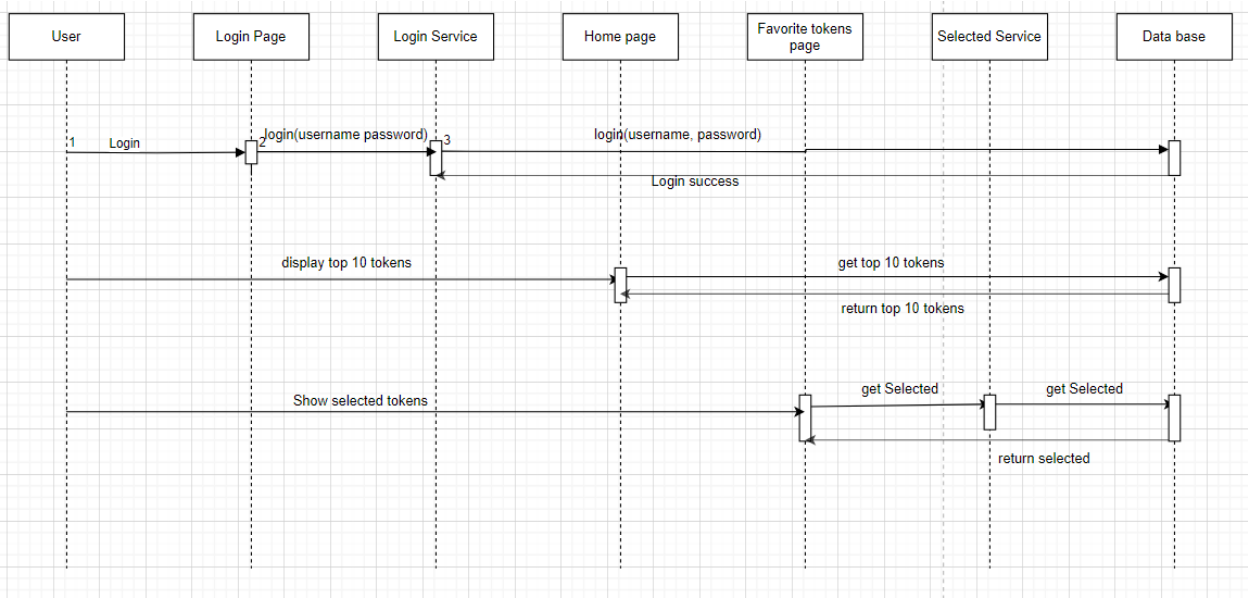 User
Login Page
Login Service
Home page
Favorite tokens
page
Selected Service
Data base
1
Login
2
login(username password)
3
login(username, password)
Login success
display top 10 tokens
get top 10 tokens
return top 10 tokens
Show selected tokens
get Selected
get Selected
return selected